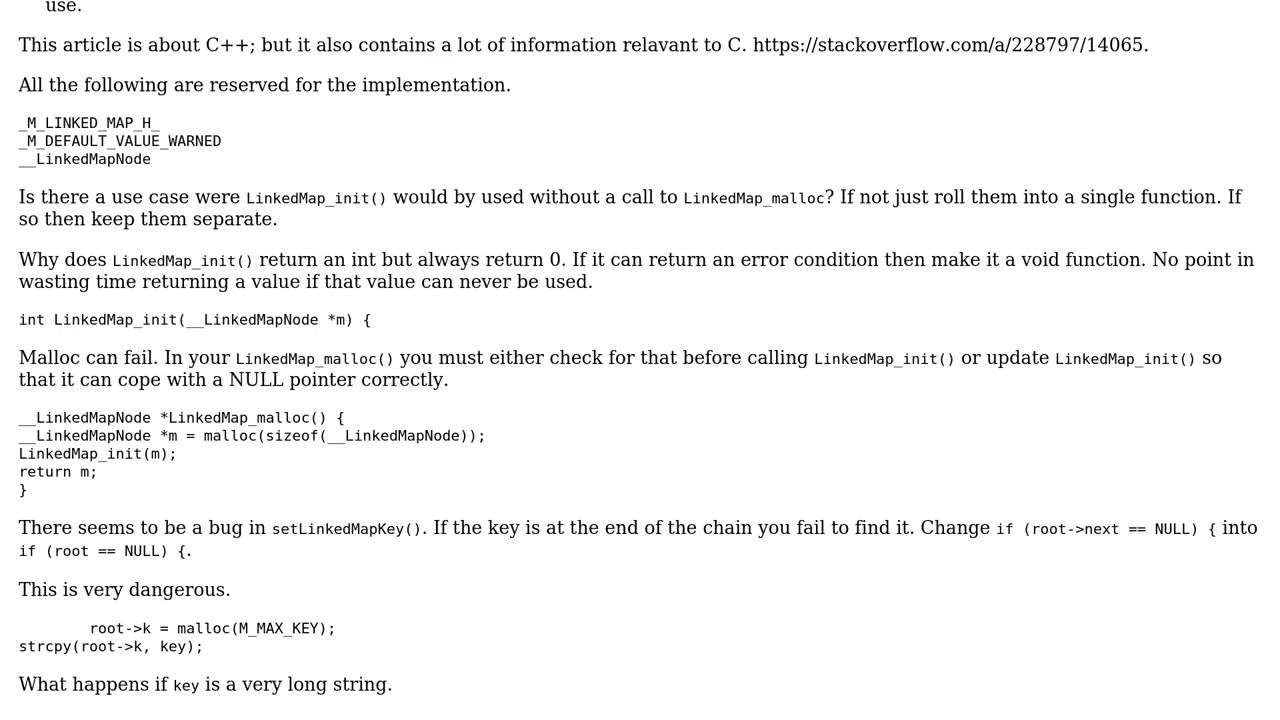 use.
This article is about C++; but it also contains a lot of information relavant to C. https://stackoverflow.com/a/228797/14065.
All the following are reserved for the implementation.
_M_LINKED_MAP_H_
_M_DEFAULT_VALUE_WARNED
__LinkedMapNode
Is there a use case were LinkedMap_init() would by used without a call to LinkedMap_malloc? If not just roll them into a single function. If
so then keep them separate.
Why does LinkedMap_init() return an int but always return 0. If it can return an error condition then make it a void function. No point in
wasting time returning a value if that value can never be used.
int LinkedMap_init(__LinkedMapNode *m) {
Malloc can fail. In your LinkedMap_malloc() you must either check for that before calling LinkedMap_init() or update LinkedMap_init() so
that it can cope with a NULL pointer correctly.
__LinkedMapNode *LinkedMap_malloc() {
__LinkedMapNode *m = malloc(sizeof(__LinkedMapNode));
LinkedMap_init(m);
return m;
}
There seems to be a bug in setLinkedMapKey(). If the key is at the end of the chain you fail to find it. Change if (root->next == NULL) { into
if (root == NULL) {.
This is very dangerous.
root->k = malloc(M_MAX_KEY);
strcpy(root->k, key);
What happens if key is a very long string.